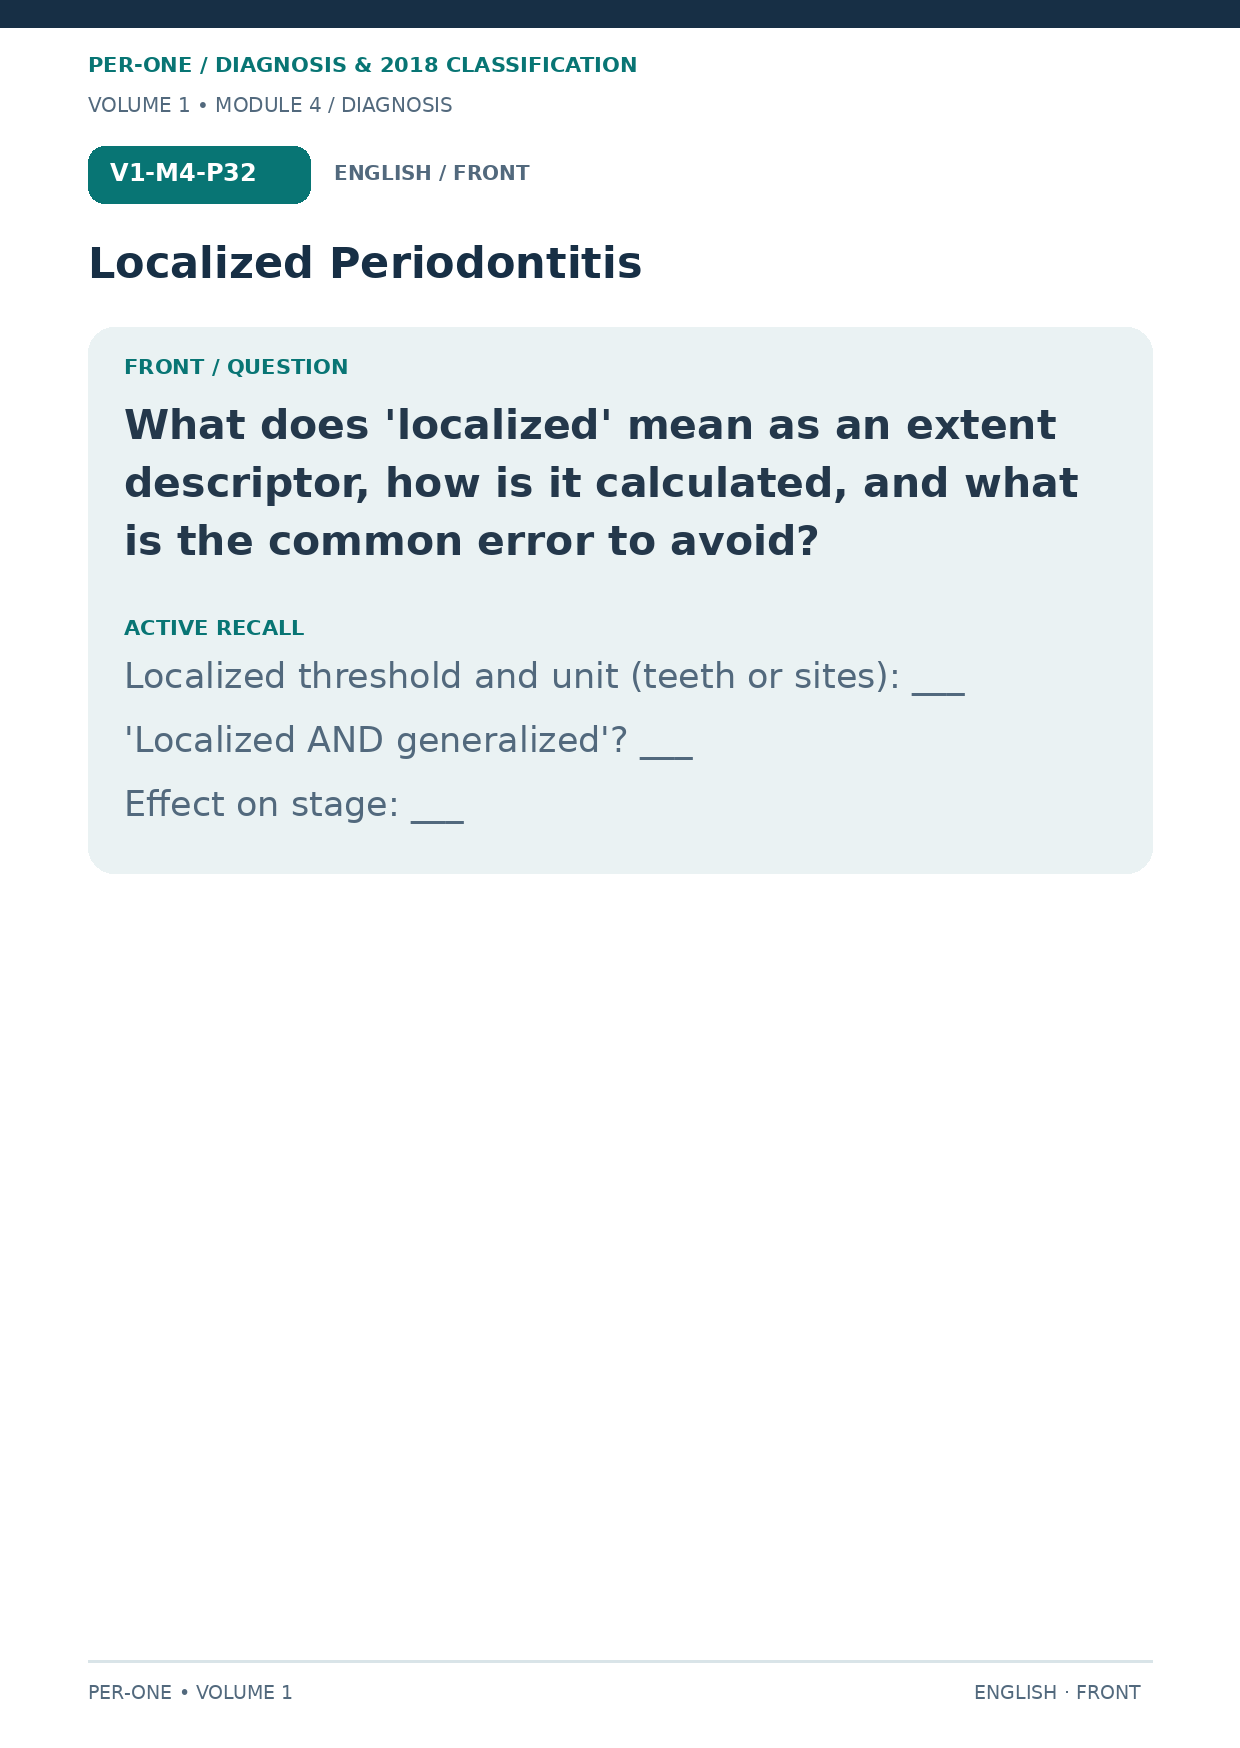 PER-ONE / DIAGNOSIS & 2018 CLASSIFICATION
VOLUME 1 • MODULE 4 / DIAGNOSIS
V1-M4-P32
ENGLISH / FRONT
Localized Periodontitis
FRONT / QUESTION
What does 'localized' mean as an extent
descriptor, how is it calculated, and what
is the common error to avoid?
ACTIVE RECALL
Localized threshold and unit (teeth or sites): ___
'Localized AND generalized'? ___
Effect on stage: ___
PER-ONE • VOLUME 1
ENGLISH · FRONT